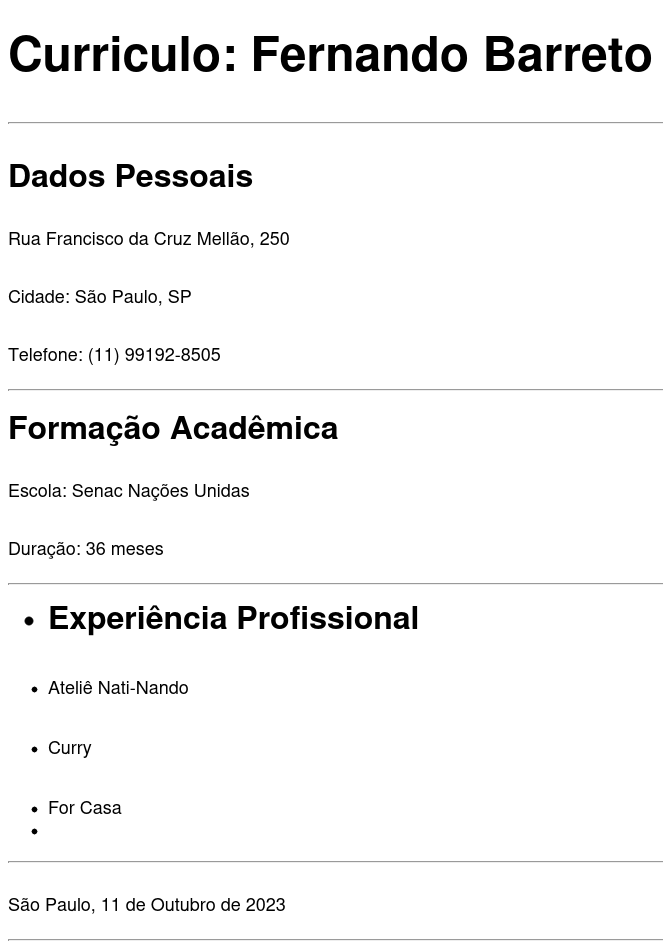 Curriculo: Fernando Barreto
Dados Pessoais
Rua Francisco da Cruz Mellão, 250
Cidade: São Paulo, SP
Telefone: (11) 99192-8505
Formação Acadêmica
Escola: Senac Nações Unidas
Duração: 36 meses
• Experiência Profissional
• Ateliê Nati-Nando
• Curry
• For Casa
•
São Paulo, 11 de Outubro de 2023